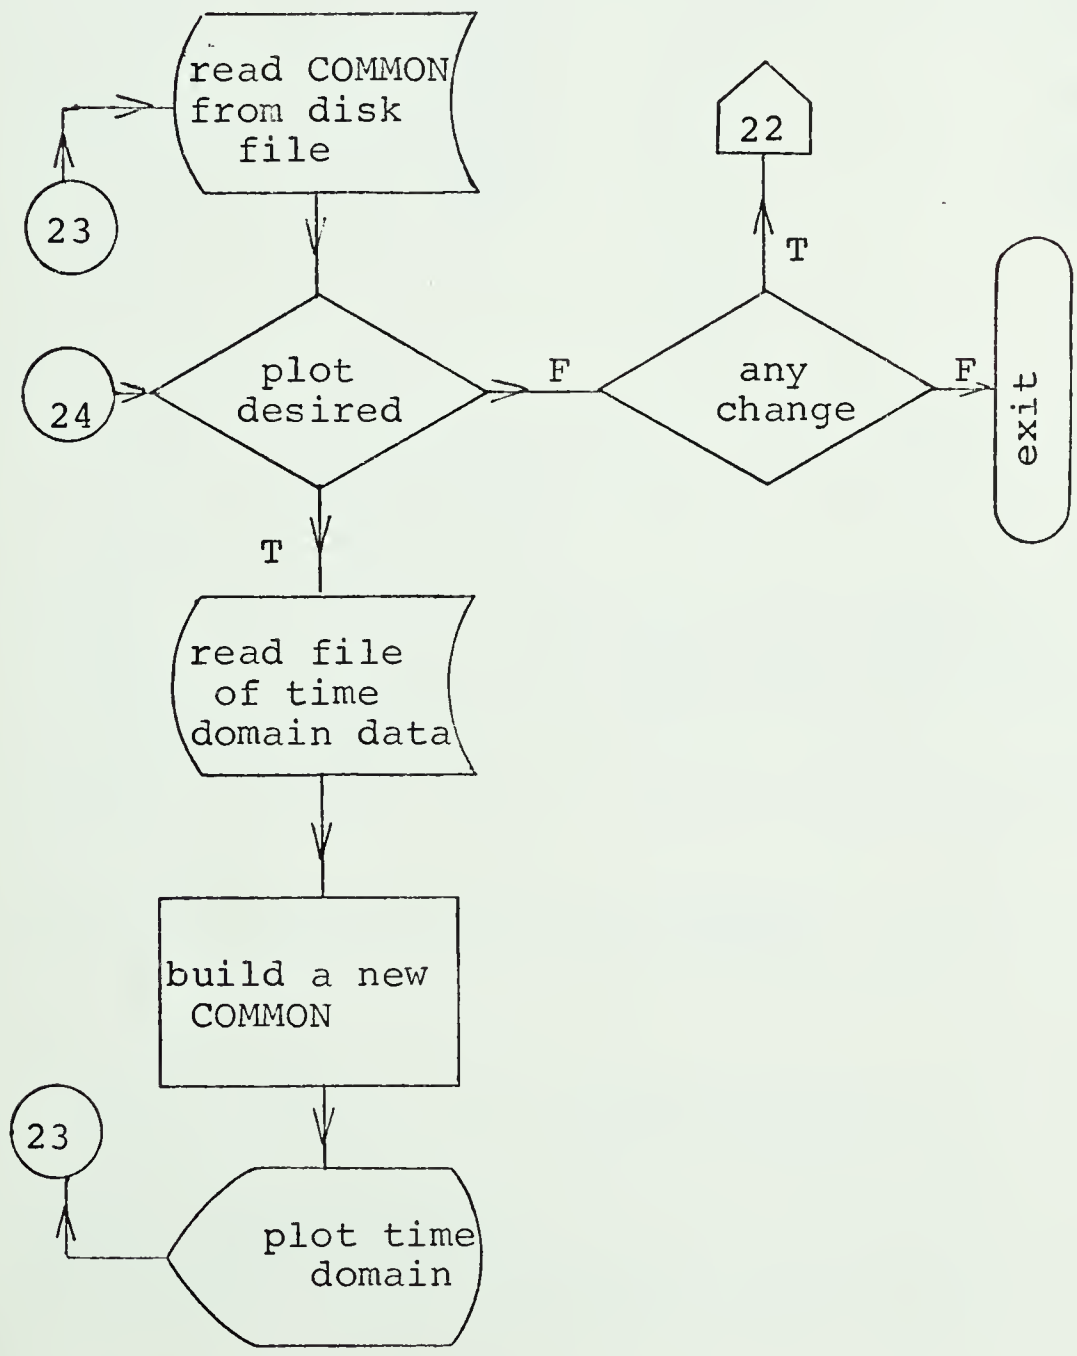 read COMMON
from disk
file
22
23
T
plot
desired
F
any
change
F
exit
24
T
read file
of time
domain data
build a new
COMMON
23
plot time
domain